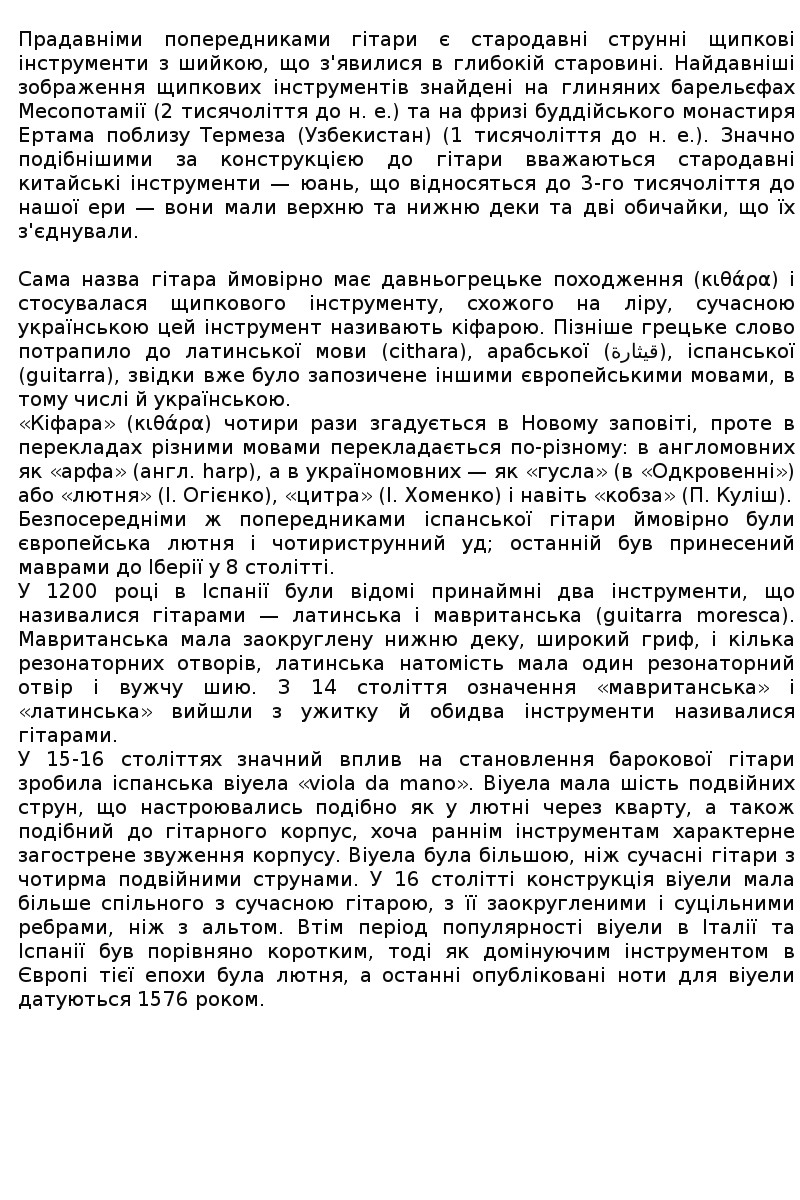 Прадавніми попередниками гітари є стародавні струнні щипкові
інструменти з шийкою, що з'явилися в глибокій старовині. Найдавніші
зображення щипкових інструментів знайдені на глиняних барельєфах
Месопотамії (2 тисячоліття до н. е.) та на фризі буддійського монастиря
Ертама поблизу Термеза (Узбекистан) (1 тисячоліття до н. е.). Значно
подібнішими за конструкцією до гітари вважаються стародавні
китайські інструменти — юань, що відносяться до 3-го тисячоліття до
нашої ери — вони мали верхню та нижню деки та дві обичайки, що їх
з'єднували.

Сама назва гітара ймовірно має давньогрецьке походження (κιθάρα) і
стосувалася щипкового інструменту, схожого на ліру, сучасною
українською цей інструмент називають кіфарою. Пізніше грецьке слово
потрапило до латинської мови (cithara), арабської (قيثارة), іспанської
(guitarra), звідки вже було запозичене іншими європейськими мовами, в
тому числі й українською.
«Кіфара» (κιθάρα) чотири рази згадується в Новому заповіті, проте в
перекладах різними мовами перекладається по-різному: в англомовних
як «арфа» (англ. harp), а в україномовних — як «гусла» (в «Одкровенні»)
або «лютня» (І. Огієнко), «цитра» (І. Хоменко) і навіть «кобза» (П. Куліш).
Безпосередніми ж попередниками іспанської гітари ймовірно були
європейська лютня і чотириструнний уд; останній був принесений
маврами до Іберії у 8 столітті.
У 1200 році в Іспанії були відомі принаймні два інструменти, що
називалися гітарами — латинська і мавританська (guitarra moresca).
Мавританська мала заокруглену нижню деку, широкий гриф, і кілька
резонаторних отворів, латинська натомість мала один резонаторний
отвір і вужчу шию. З 14 століття означення «мавританська» і
«латинська» вийшли з ужитку й обидва інструменти називалися
гітарами.
У 15-16 століттях значний вплив на становлення барокової гітари
зробила іспанська віуела «viola da mano». Віуела мала шість подвійних
струн, що настроювались подібно як у лютні через кварту, а також
подібний до гітарного корпус, хоча раннім інструментам характерне
загострене звуження корпусу. Віуела була більшою, ніж сучасні гітари з
чотирма подвійними струнами. У 16 столітті конструкція віуели мала
більше спільного з сучасною гітарою, з її заокругленими і суцільними
ребрами, ніж з альтом. Втім період популярності віуели в Італії та
Іспанії був порівняно коротким, тоді як домінуючим інструментом в
Європі тієї епохи була лютня, а останні опубліковані ноти для віуели
датуються 1576 роком.